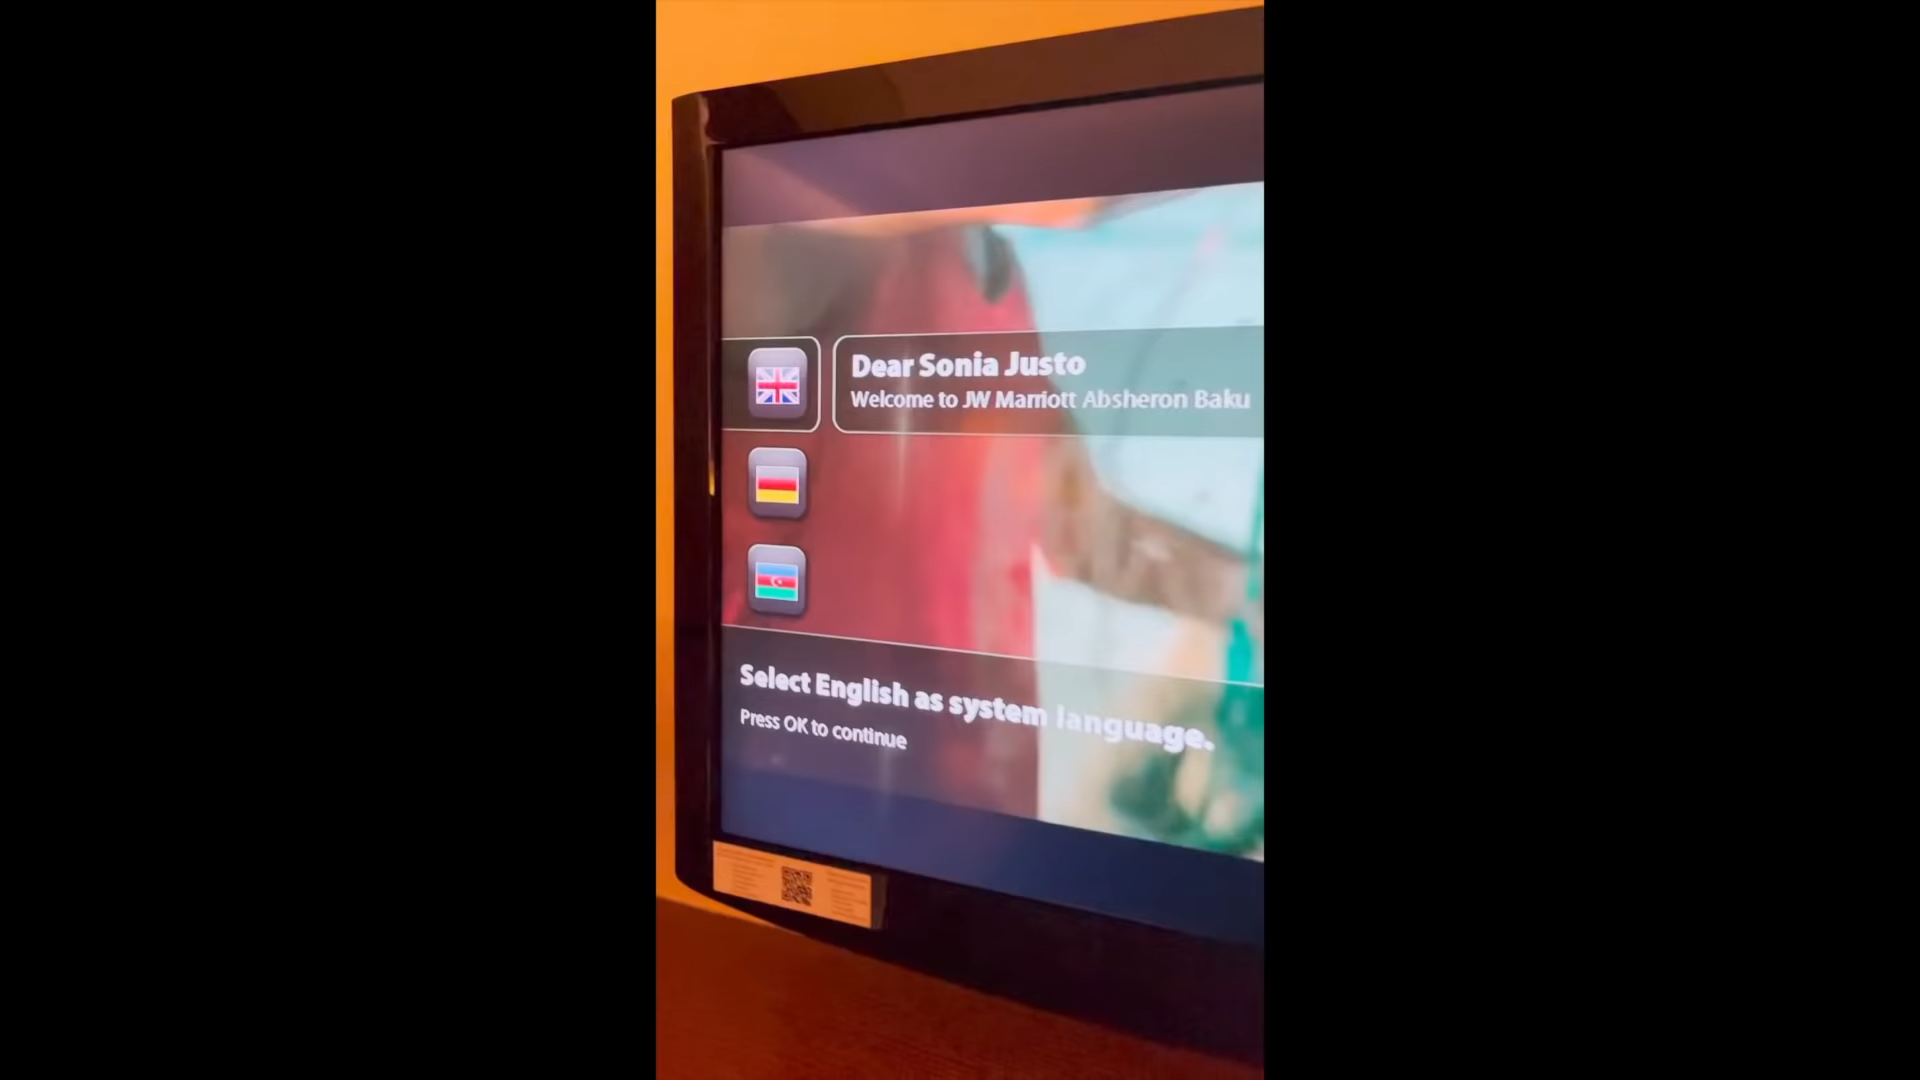 Dear Sonia Justo
Welcome to JW Marriott Absheron Baku
Select English as system language.
Press OK to continue